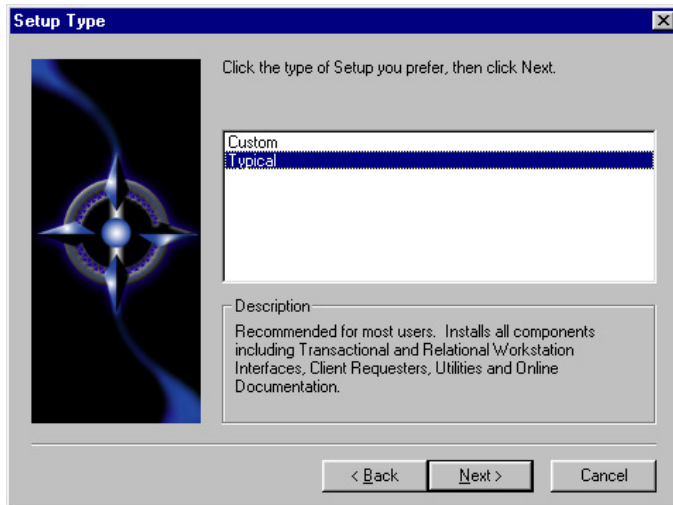 Setup Type
Click the type of Setup you prefer, then click Next.
Custom
Typical
Description
Recommended for most users. Installs all components
including Transactional and Relational Workstation
Interfaces, Client Requesters, Utilities and Online
Documentation.
< Back
Next >
Cancel